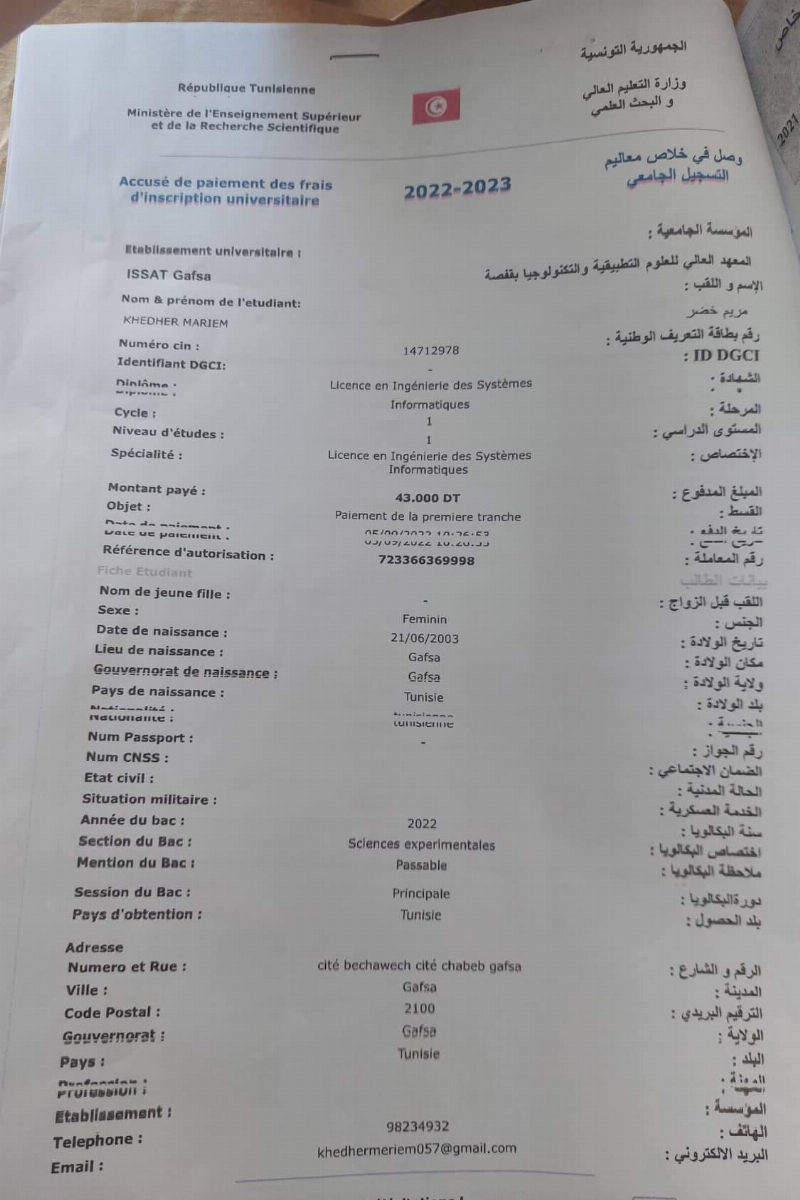 الجمهورية التونسية
République Tunisienne
وزارة التعليم العالي
و البحث العلمي
Ministère de l'Enseignement Supérieur
et de la Recherche Scientifique
وصل في خلاص معاليم
التسجيل الجامعي
Accusé de paiement des frais
d'inscription universitaire
2022-2023
المؤسسة الجامعية :
Etablissement universitaire :
المعهد العالي للعلوم التطبيقية والتكنولوجيا بقفصة
ISSAT Gafsa
الإسم و اللقب :
Nom & prénom de l'etudiant:
مريم خضر
KHEDHER MARIEM
Numéro cin : 14712978 رقم بطاقة التعريف الوطنية :
Identifiant DGCI: - ID DGCI :
Diplôme : Licence en Ingénierie des Systèmes الشهادة :
Informatiques
Cycle : 1 المرحلة :
Niveau d'études : 1 المستوى الدراسي :
Spécialité : Licence en Ingénierie des Systèmes الإختصاص :
Informatiques
Montant payé : 43.000 DT المبلغ المدفوع :
Objet : Paiement de la premiere tranche القسط :
Date de paiement : 05/09/2022 تاريخ الدفع :
Référence d'autorisation : 723366369998 رقم المعاملة :
Fiche Etudiant بيانات الطالب
Nom de jeune fille : - اللقب قبل الزواج :
Sexe : Feminin الجنس :
Date de naissance : 21/06/2003 تاريخ الولادة :
Lieu de naissance : Gafsa مكان الولادة :
Gouvernorat de naissance : Gafsa ولاية الولادة :
Pays de naissance : Tunisie بلد الولادة :
Nationalité : tunisienne
Num Passport : - رقم الجواز :
Num CNSS : الضمان الاجتماعي :
Etat civil : الحالة المدنية :
Situation militaire : الخدمة العسكرية :
Année du bac : 2022 سنة البكالويا :
Section du Bac : Sciences experimentales اختصاص البكالويا :
Mention du Bac : Passable ملاحظة البكالويا :
Session du Bac : Principale دورةالبكالويا :
Pays d'obtention : Tunisie بلد الحصول :
Adresse
Numero et Rue : cité bechawech cité chabeb gafsa الرقم و الشارع :
Ville : Gafsa المدينة :
Code Postal : 2100 الترقيم البريدي :
Gouvernorat : Gafsa الولاية :
Pays : Tunisie البلد :
Profession : المهنة :
Etablissement : المؤسسة :
Telephone : 98234932 الهاتف :
Email : khedhermeriem057@gmail.com البريد الالكتروني :
خاص
2021